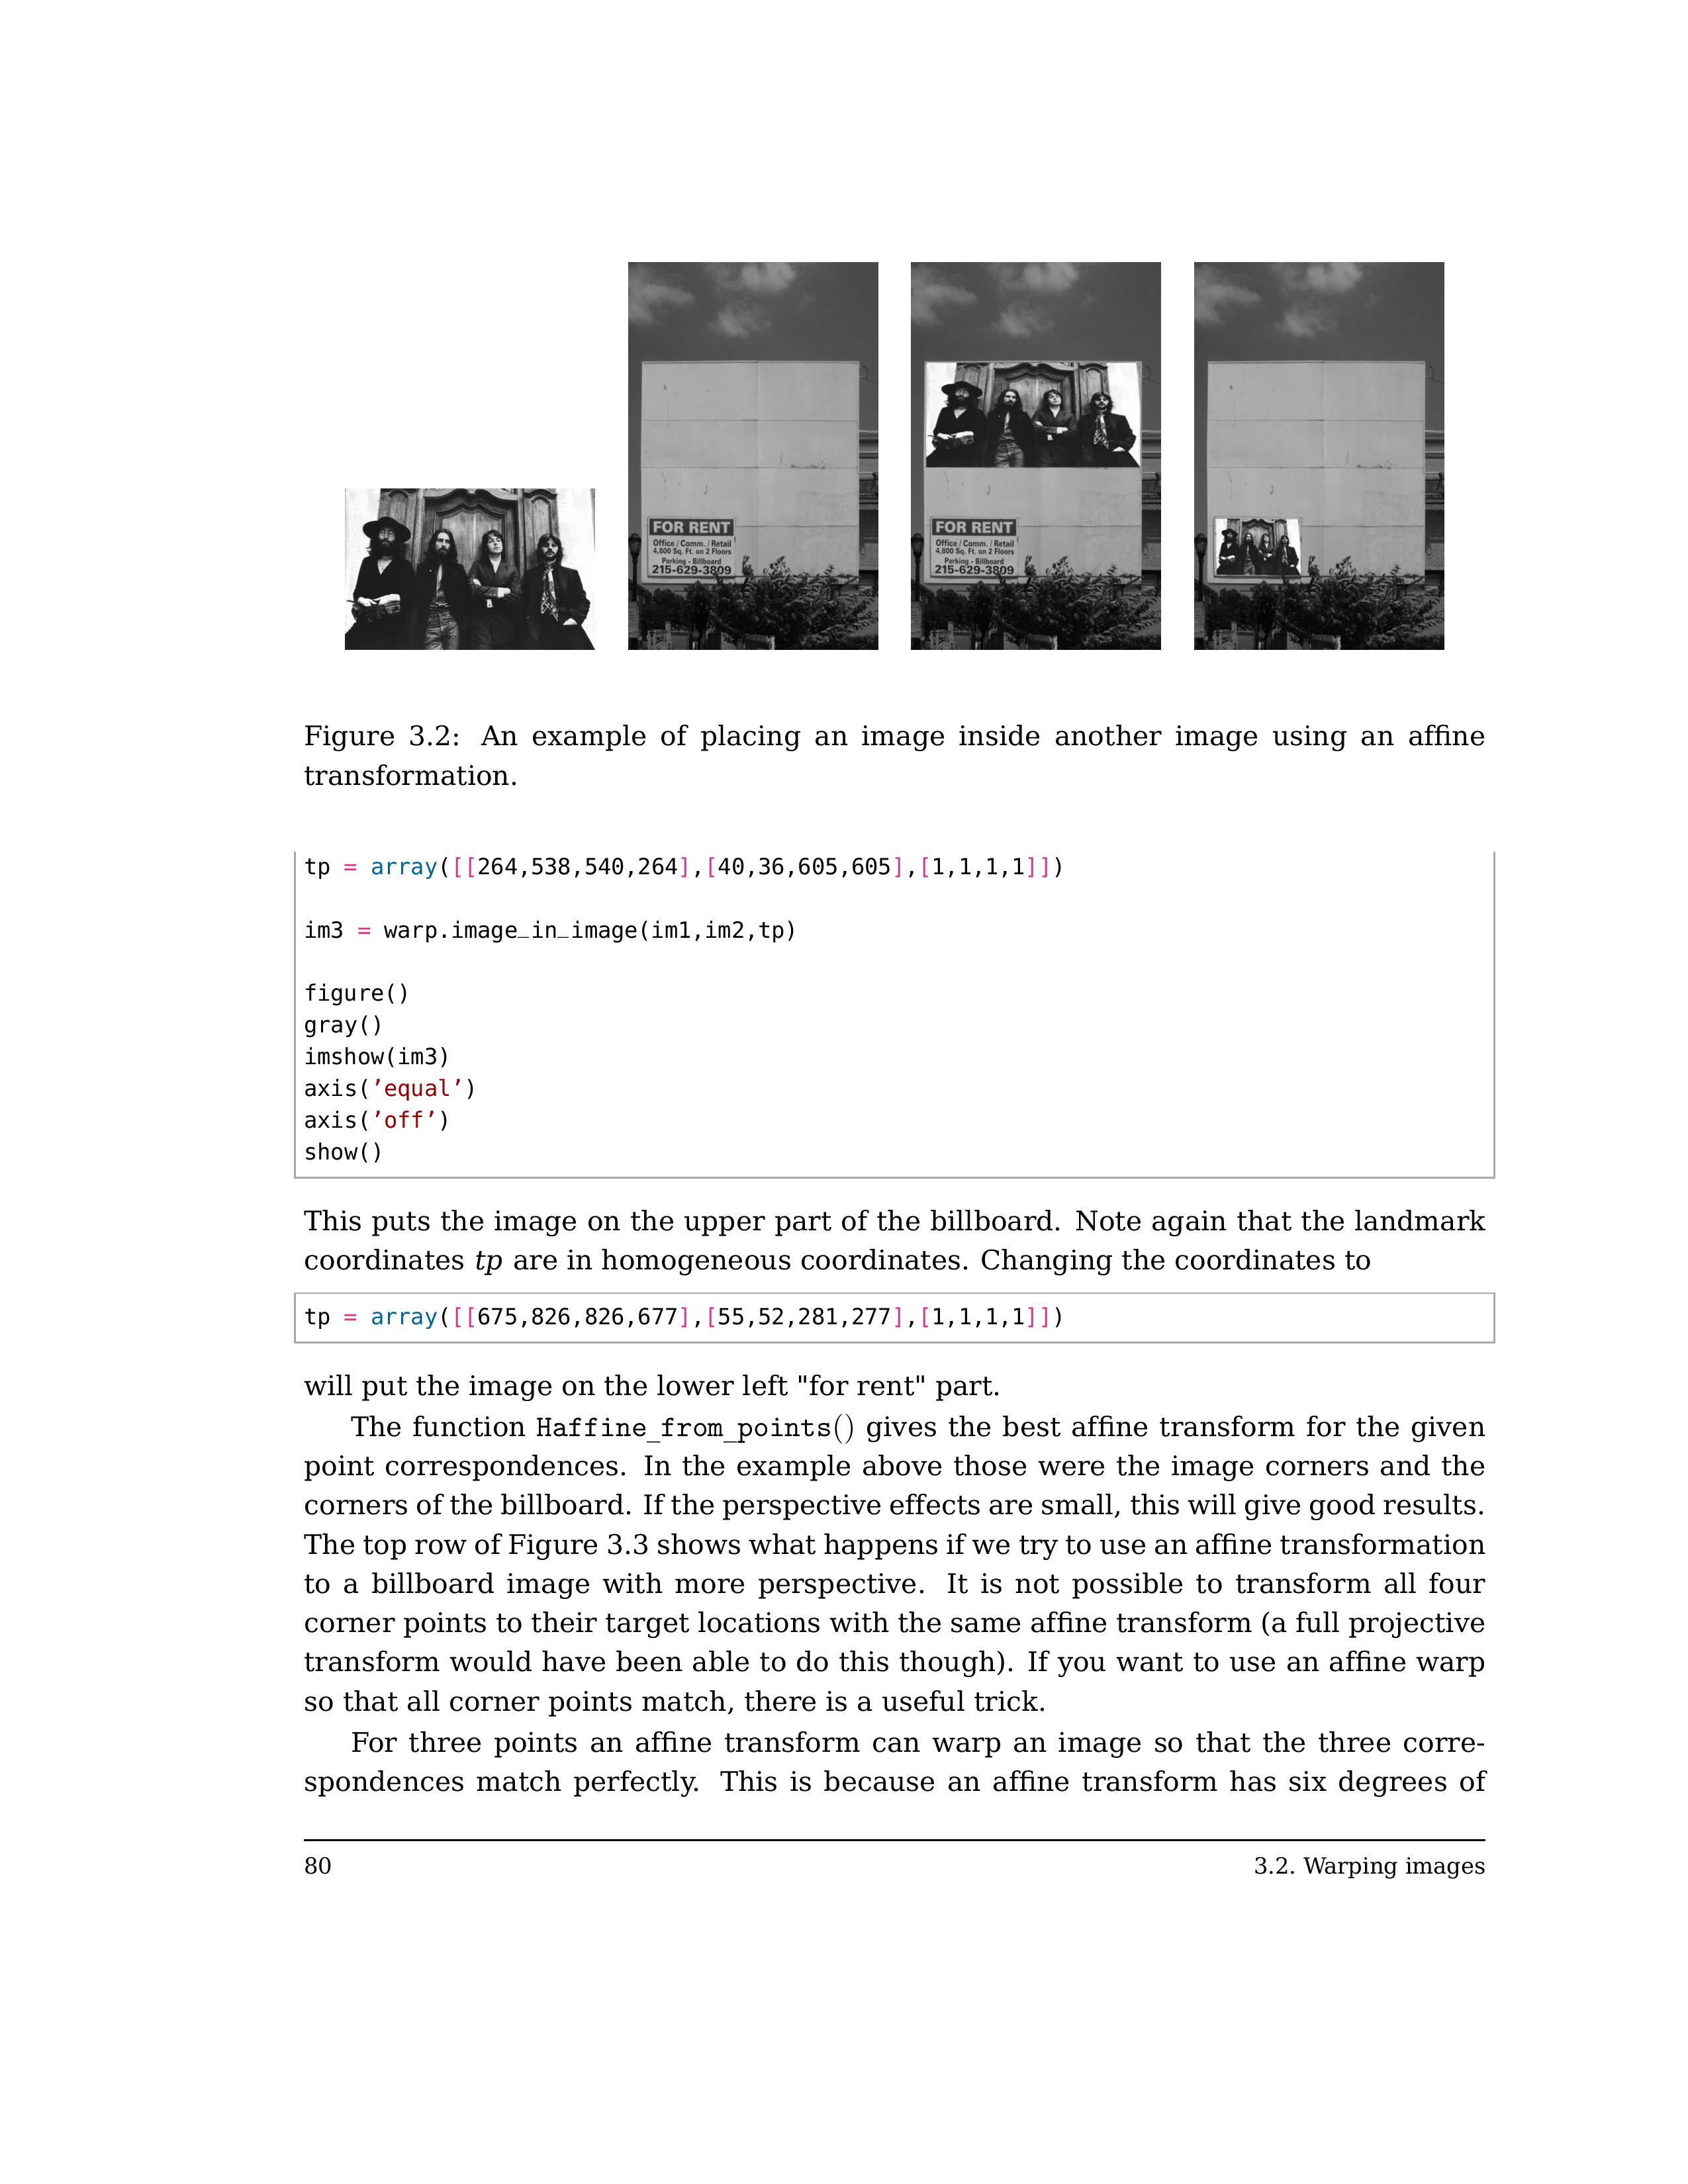 FOR RENT
Office / Comm. / Retail
4,800 Sq. Ft. on 2 Floors
Parking - Billboard
215-629-3809
FOR RENT
Office / Comm. / Retail
4,800 Sq. Ft. on 2 Floors
Parking - Billboard
215-629-3809
Figure 3.2: An example of placing an image inside another image using an affine
transformation.
tp = array([[264,538,540,264],[40,36,605,605],[1,1,1,1]])
im3 = warp.image_in_image(im1,im2,tp)
figure()
gray()
imshow(im3)
axis(’equal’)
axis(’off’)
show()
This puts the image on the upper part of the billboard. Note again that the landmark
coordinates tp are in homogeneous coordinates. Changing the coordinates to
tp = array([[675,826,826,677],[55,52,281,277],[1,1,1,1]])
will put the image on the lower left "for rent" part.
The function Haffine_from_points() gives the best affine transform for the given
point correspondences. In the example above those were the image corners and the
corners of the billboard. If the perspective effects are small, this will give good results.
The top row of Figure 3.3 shows what happens if we try to use an affine transformation
to a billboard image with more perspective. It is not possible to transform all four
corner points to their target locations with the same affine transform (a full projective
transform would have been able to do this though). If you want to use an affine warp
so that all corner points match, there is a useful trick.
For three points an affine transform can warp an image so that the three corre-
spondences match perfectly. This is because an affine transform has six degrees of
80 3.2. Warping images